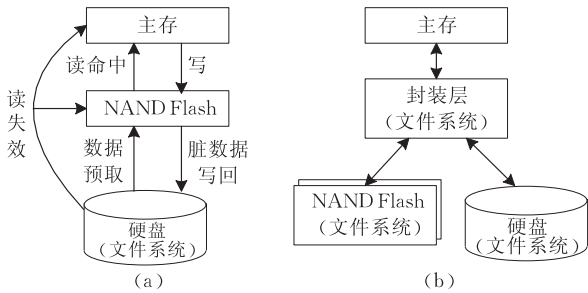 主存
读命中
写
读失效
NAND Flash
数据
预取
脏数据
写回
硬盘
(文件系统)
(a)
主存
封装层
(文件系统)
NAND Flash
(文件系统)
硬盘
(文件系统)
(b)